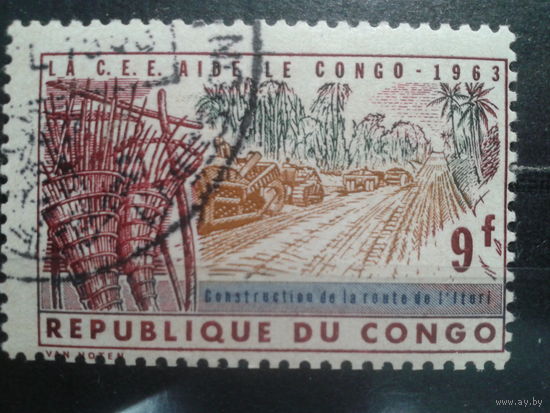 LA C.E.E. AIDE LE CONGO - 1963
9f
Construction de la route de l'Ituri
REPUBLIQUE DU CONGO
VAN NOTEN
www.ay.by